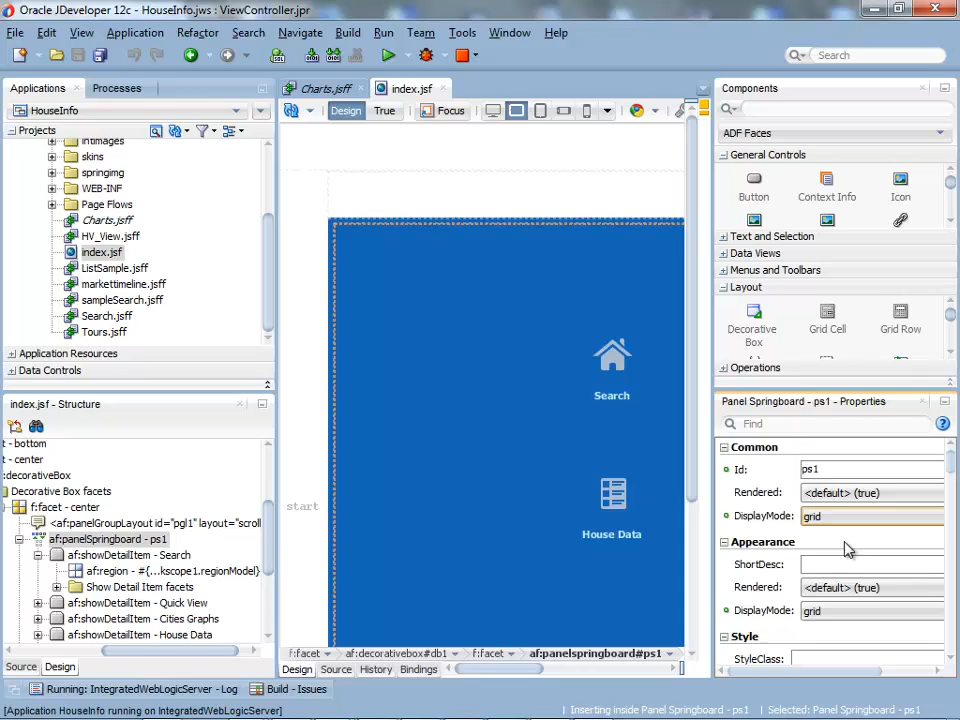 Oracle JDeveloper 12c - HouseInfo.jws : ViewController.jpr
File Edit View Application Refactor Search Navigate Build Run Team Tools Window Help
Search
Applications
Processes
HouseInfo
Projects
intimages
skins
springimg
WEB-INF
Page Flows
Charts.jsff
HV_View.jsff
index.jsf
ListSample.jsff
markettimeline.jsff
sampleSearch.jsff
Search.jsff
Tours.jsff
Application Resources
Data Controls
index.jsf - Structure
t - bottom
t - center
:decorativeBox
Decorative Box facets
f:facet - center
<af:panelGroupLayout id="pgl1" layout="scroll
af:panelSpringboard - ps1
af:showDetailItem - Search
af:region - #{...kscope1.regionModel}
Show Detail Item facets
af:showDetailItem - Quick View
af:showDetailItem - Cities Graphs
af:showDetailItem - House Data
Source Design
Charts.jsff
index.jsf
Design True Focus
start
Search
House Data
f:facet af:decorativebox#db1 f:facet af:panelspringboard#ps1
Design Source History Bindings
Components
ADF Faces
General Controls
Button Context Info Icon
Text and Selection
Data Views
Menus and Toolbars
Layout
Decorative Box Grid Cell Grid Row
Operations
Panel Springboard - ps1 - Properties
Find
Common
Id: ps1
Rendered: <default> (true)
DisplayMode: grid
Appearance
ShortDesc:
Rendered: <default> (true)
DisplayMode: grid
Style
StyleClass:
Running: IntegratedWebLogicServer - Log Build - Issues
[Application HouseInfo running on IntegratedWebLogicServer] Inserting inside Panel Springboard - ps1 Selected: Panel Springboard - ps1